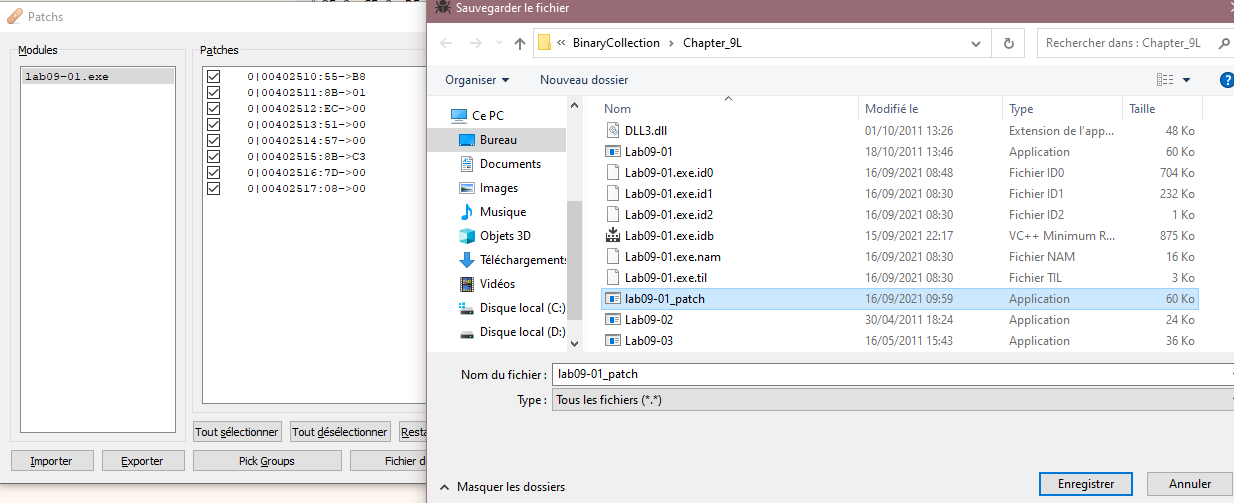 Patchs
Modules
lab09-01.exe
Patches
0|00402510:55->B8
0|00402511:8B->01
0|00402512:EC->00
0|00402513:51->00
0|00402514:57->00
0|00402515:8B->C3
0|00402516:7D->00
0|00402517:08->00
Tout sélectionner
Tout désélectionner
Resta
Importer
Exporter
Pick Groups
Fichier d
Sauvegarder le fichier
« BinaryCollection > Chapter_9L
Rechercher dans : Chapter_9L
Organiser
Nouveau dossier
?
Ce PC
Bureau
Documents
Images
Musique
Objets 3D
Téléchargements
Vidéos
Disque local (C:)
Disque local (D:)
Nom Modifié le Type Taille
DLL3.dll 01/10/2011 13:26 Extension de l'app... 48 Ko
Lab09-01 18/10/2011 13:46 Application 60 Ko
Lab09-01.exe.id0 16/09/2021 08:48 Fichier ID0 704 Ko
Lab09-01.exe.id1 16/09/2021 08:30 Fichier ID1 232 Ko
Lab09-01.exe.id2 16/09/2021 08:30 Fichier ID2 1 Ko
Lab09-01.exe.idb 15/09/2021 22:17 VC++ Minimum R... 875 Ko
Lab09-01.exe.nam 16/09/2021 08:30 Fichier NAM 16 Ko
Lab09-01.exe.til 16/09/2021 08:30 Fichier TIL 3 Ko
lab09-01_patch 16/09/2021 09:59 Application 60 Ko
Lab09-02 30/04/2011 18:24 Application 24 Ko
Lab09-03 16/05/2011 15:43 Application 36 Ko
Nom du fichier : lab09-01_patch
Type : Tous les fichiers (*.*)
Masquer les dossiers
Enregistrer
Annuler